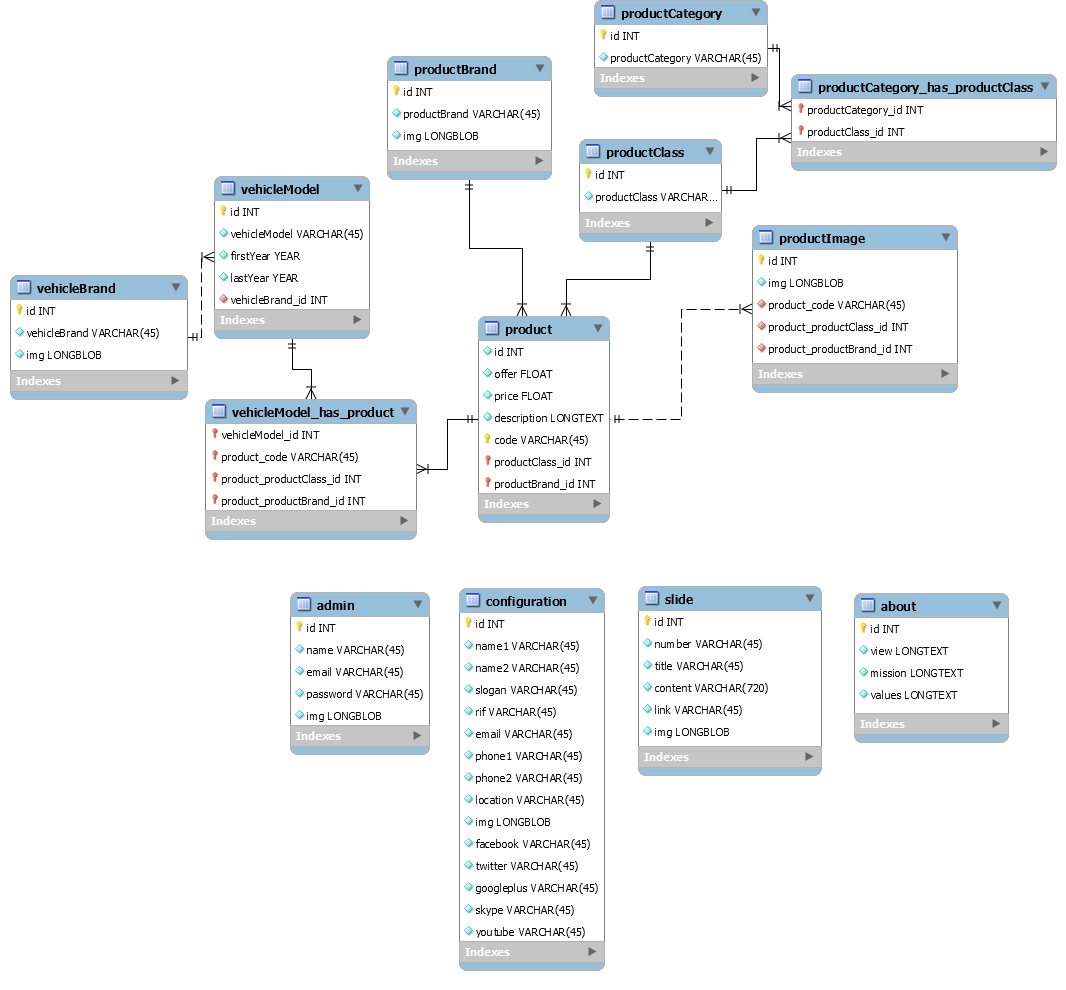 productCategory
id INT
productCategory VARCHAR(45)
Indexes
productCategory_has_productClass
productCategory_id INT
productClass_id INT
Indexes
productBrand
id INT
productBrand VARCHAR(45)
img LONGBLOB
Indexes
productClass
id INT
productClass VARCHAR...
Indexes
vehicleModel
id INT
vehicleModel VARCHAR(45)
firstYear YEAR
lastYear YEAR
vehicleBrand_id INT
Indexes
productImage
id INT
img LONGBLOB
product_code VARCHAR(45)
product_productClass_id INT
product_productBrand_id INT
Indexes
vehicleBrand
id INT
vehicleBrand VARCHAR(45)
img LONGBLOB
Indexes
product
id INT
offer FLOAT
price FLOAT
description LONGTEXT
code VARCHAR(45)
productClass_id INT
productBrand_id INT
Indexes
vehicleModel_has_product
vehicleModel_id INT
product_code VARCHAR(45)
product_productClass_id INT
product_productBrand_id INT
Indexes
admin
id INT
name VARCHAR(45)
email VARCHAR(45)
password VARCHAR(45)
img LONGBLOB
Indexes
configuration
id INT
name1 VARCHAR(45)
name2 VARCHAR(45)
slogan VARCHAR(45)
rif VARCHAR(45)
email VARCHAR(45)
phone1 VARCHAR(45)
phone2 VARCHAR(45)
location VARCHAR(45)
img LONGBLOB
facebook VARCHAR(45)
twitter VARCHAR(45)
googleplus VARCHAR(45)
skype VARCHAR(45)
youtube VARCHAR(45)
Indexes
slide
id INT
number VARCHAR(45)
title VARCHAR(45)
content VARCHAR(720)
link VARCHAR(45)
img LONGBLOB
Indexes
about
id INT
view LONGTEXT
mission LONGTEXT
values LONGTEXT
Indexes